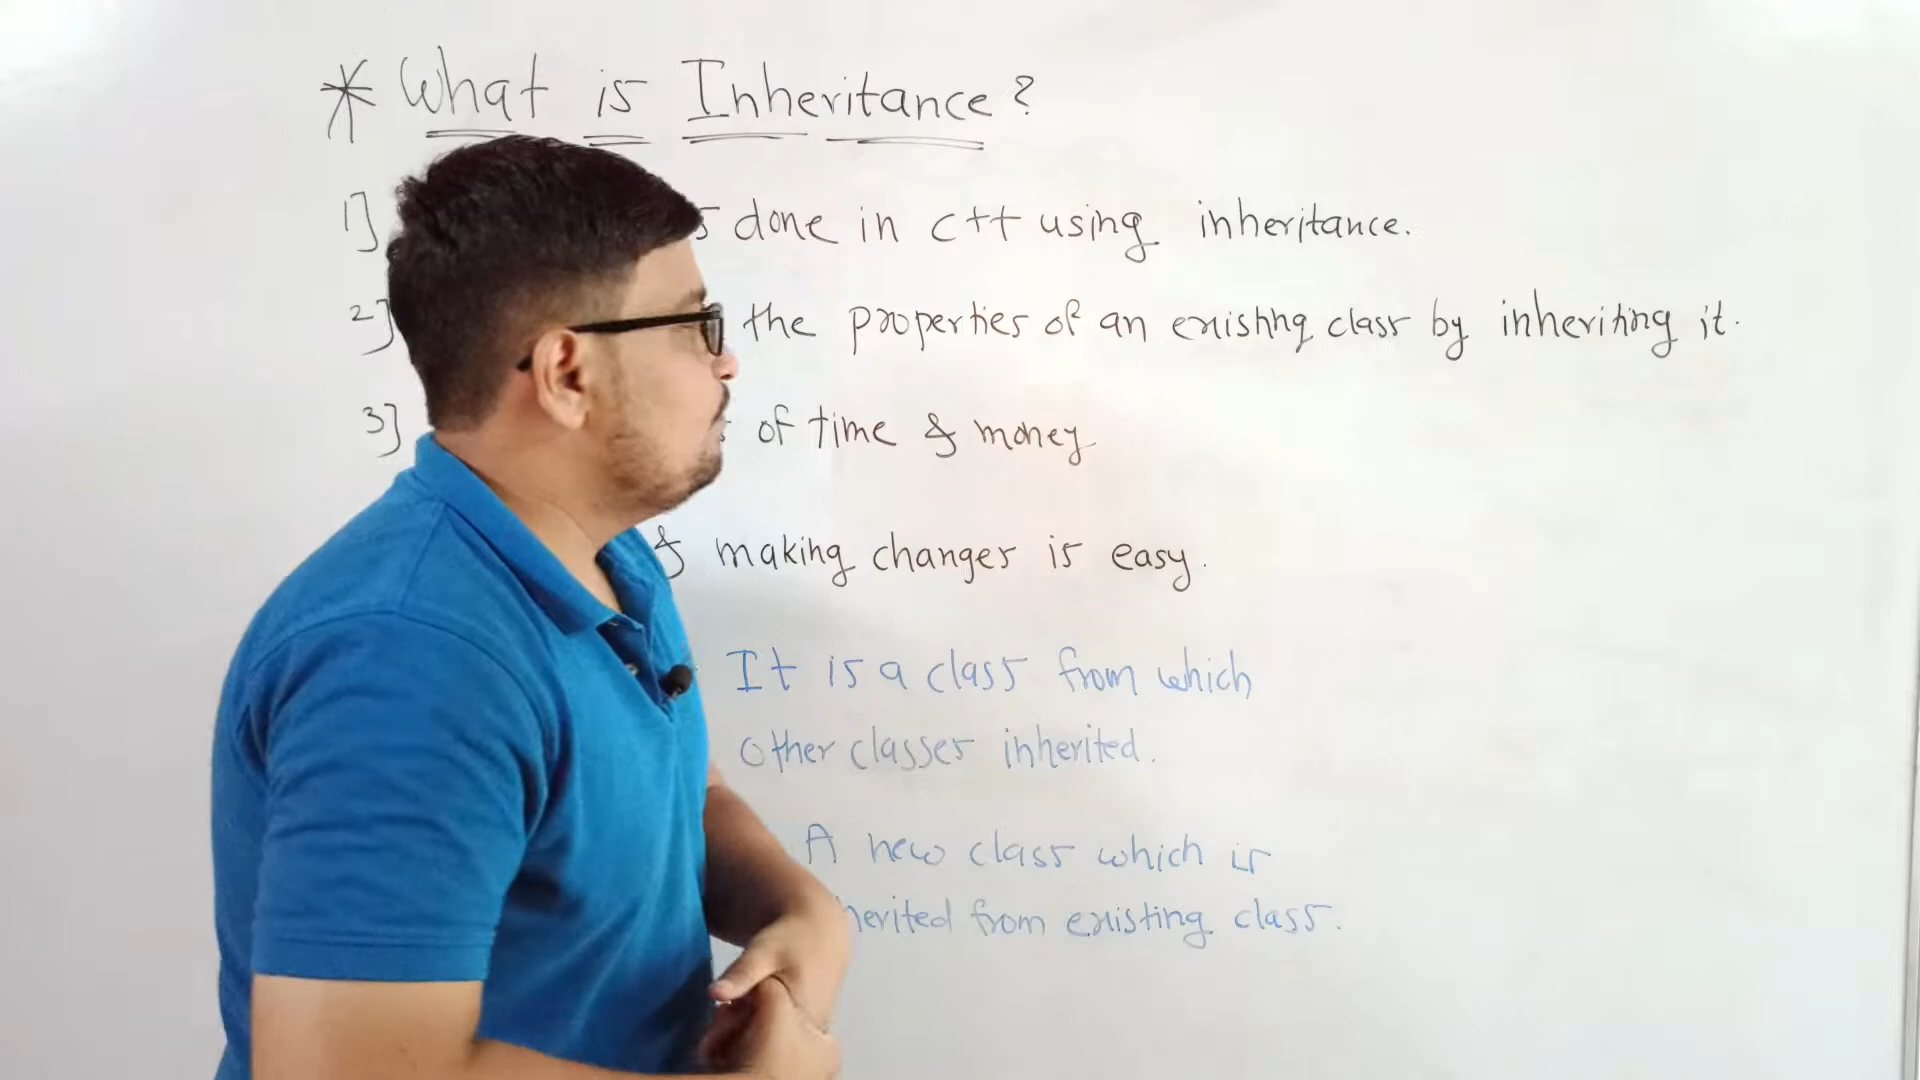 * What is Inheritance?
1] done in c++ using inheritance.
2] the properties of an existing class by inheriting it.
3] of time & money
& making changes is easy.
It is a class from which
other classes inherited.
A new class which is
herited from existing class.